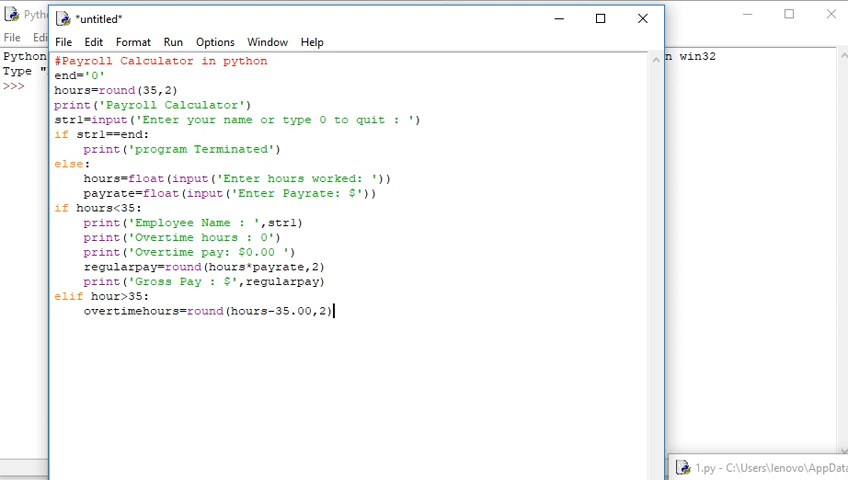 Pytho
*untitled*
File Edi
File Edit Format Run Options Window Help
Python
n win32
Type "
>>>
#Payroll Calculator in python
end='0'
hours=round(35,2)
print('Payroll Calculator')
str1=input('Enter your name or type 0 to quit : ')
if str1==end:
    print('program Terminated')
else:
    hours=float(input('Enter hours worked: '))
    payrate=float(input('Enter Payrate: $'))
if hours<35:
    print('Employee Name : ',str1)
    print('Overtime hours : 0')
    print('Overtime pay: $0.00 ')
    regularpay=round(hours*payrate,2)
    print('Gross Pay : $',regularpay)
elif hour>35:
    overtimehours=round(hours-35.00,2)
1.py - C:\Users\lenovo\AppData